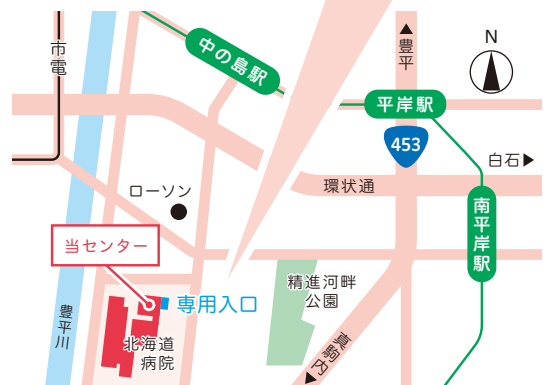 市電
中の島駅
▲豊平
N
平岸駅
453
白石▶
環状通
ローソン
南平岸駅
当センター
精進河畔
公園
専用入口
豊平川
北海道
病院
真駒内▶